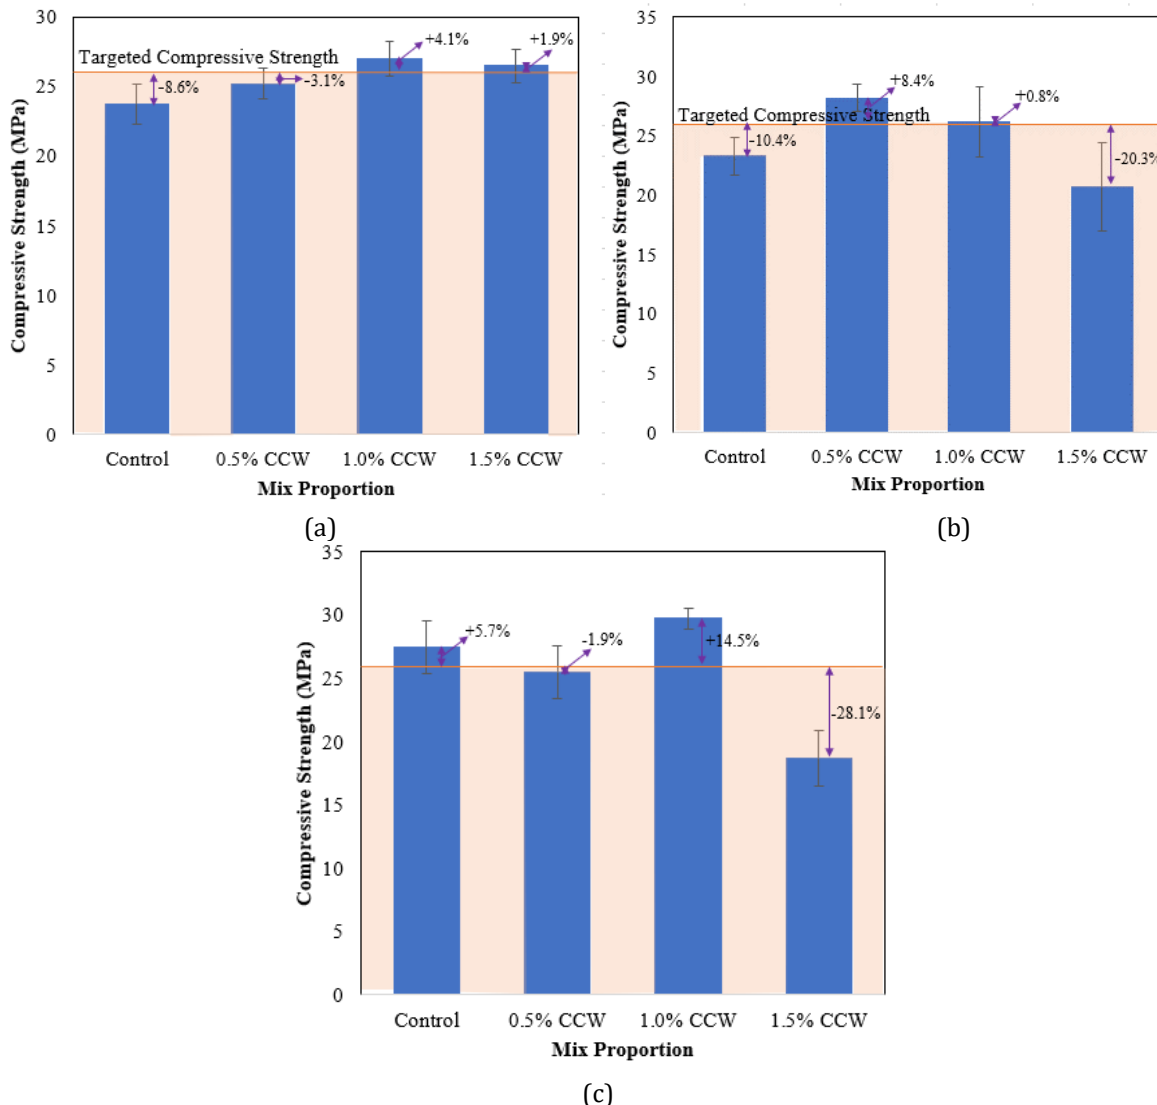 30
25
20
15
10
5
0
Compressive Strength (MPa)
Targeted Compressive Strength
-8.6%
-3.1%
+4.1%
+1.9%
Control
0.5% CCW
1.0% CCW
1.5% CCW
Mix Proportion
(a)
35
30
25
20
15
10
5
0
Compressive Strength (MPa)
Targeted Compressive Strength
-10.4%
+8.4%
+0.8%
-20.3%
Control
0.5% CCW
1.0% CCW
1.5% CCW
Mix Proportion
(b)
35
30
25
20
15
10
5
0
Compressive Strength (MPa)
+5.7%
-1.9%
+14.5%
-28.1%
Control
0.5% CCW
1.0% CCW
1.5% CCW
Mix Proportion
(c)